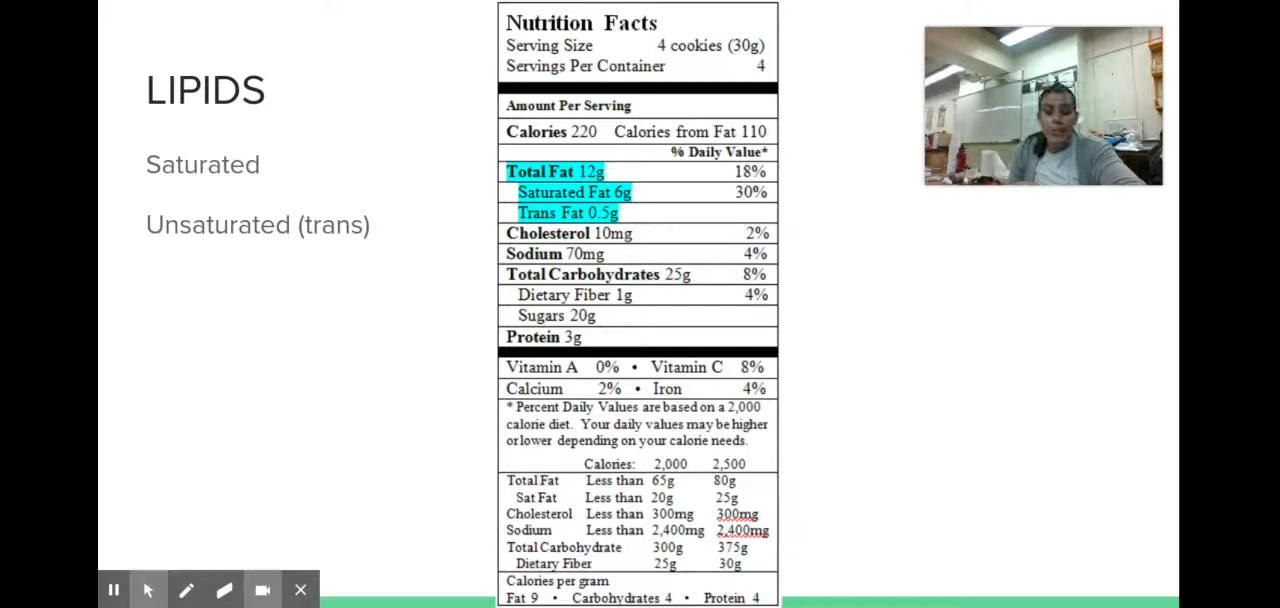 LIPIDS
Saturated
Unsaturated (trans)
Nutrition Facts
Serving Size 4 cookies (30g)
Servings Per Container 4
Amount Per Serving
Calories 220 Calories from Fat 110
% Daily Value*
Total Fat 12g 18%
Saturated Fat 6g 30%
Trans Fat 0.5g
Cholesterol 10mg 2%
Sodium 70mg 4%
Total Carbohydrates 25g 8%
Dietary Fiber 1g 4%
Sugars 20g
Protein 3g
Vitamin A 0% • Vitamin C 8%
Calcium 2% • Iron 4%
* Percent Daily Values are based on a 2,000
calorie diet. Your daily values may be higher
or lower depending on your calorie needs.
Calories: 2,000 2,500
Total Fat Less than 65g 80g
Sat Fat Less than 20g 25g
Cholesterol Less than 300mg 300mg
Sodium Less than 2,400mg 2,400mg
Total Carbohydrate 300g 375g
Dietary Fiber 25g 30g
Calories per gram
Fat 9 • Carbohydrates 4 • Protein 4